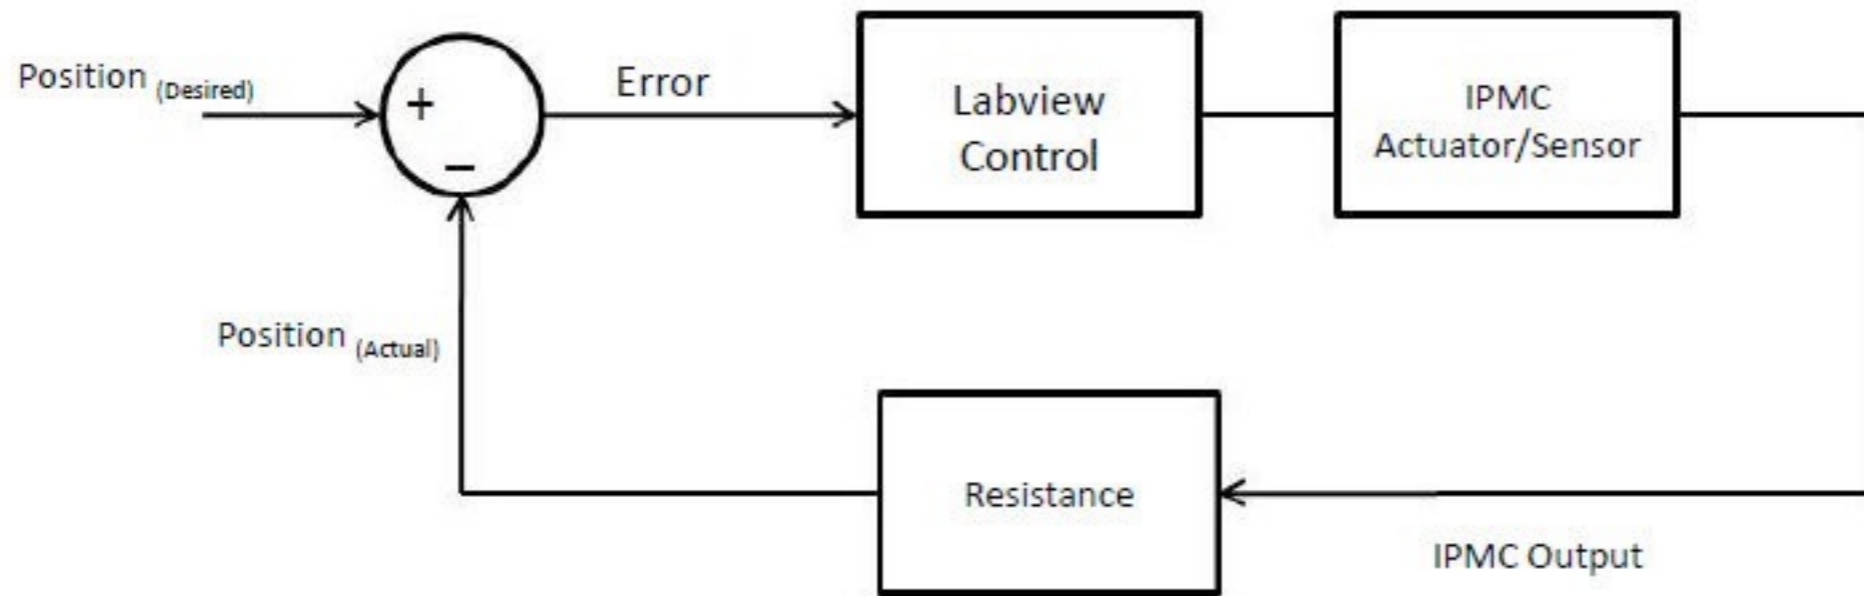 Position (Desired)
+
−
Error
Labview
Control
IPMC
Actuator/Sensor
Position (Actual)
Resistance
IPMC Output